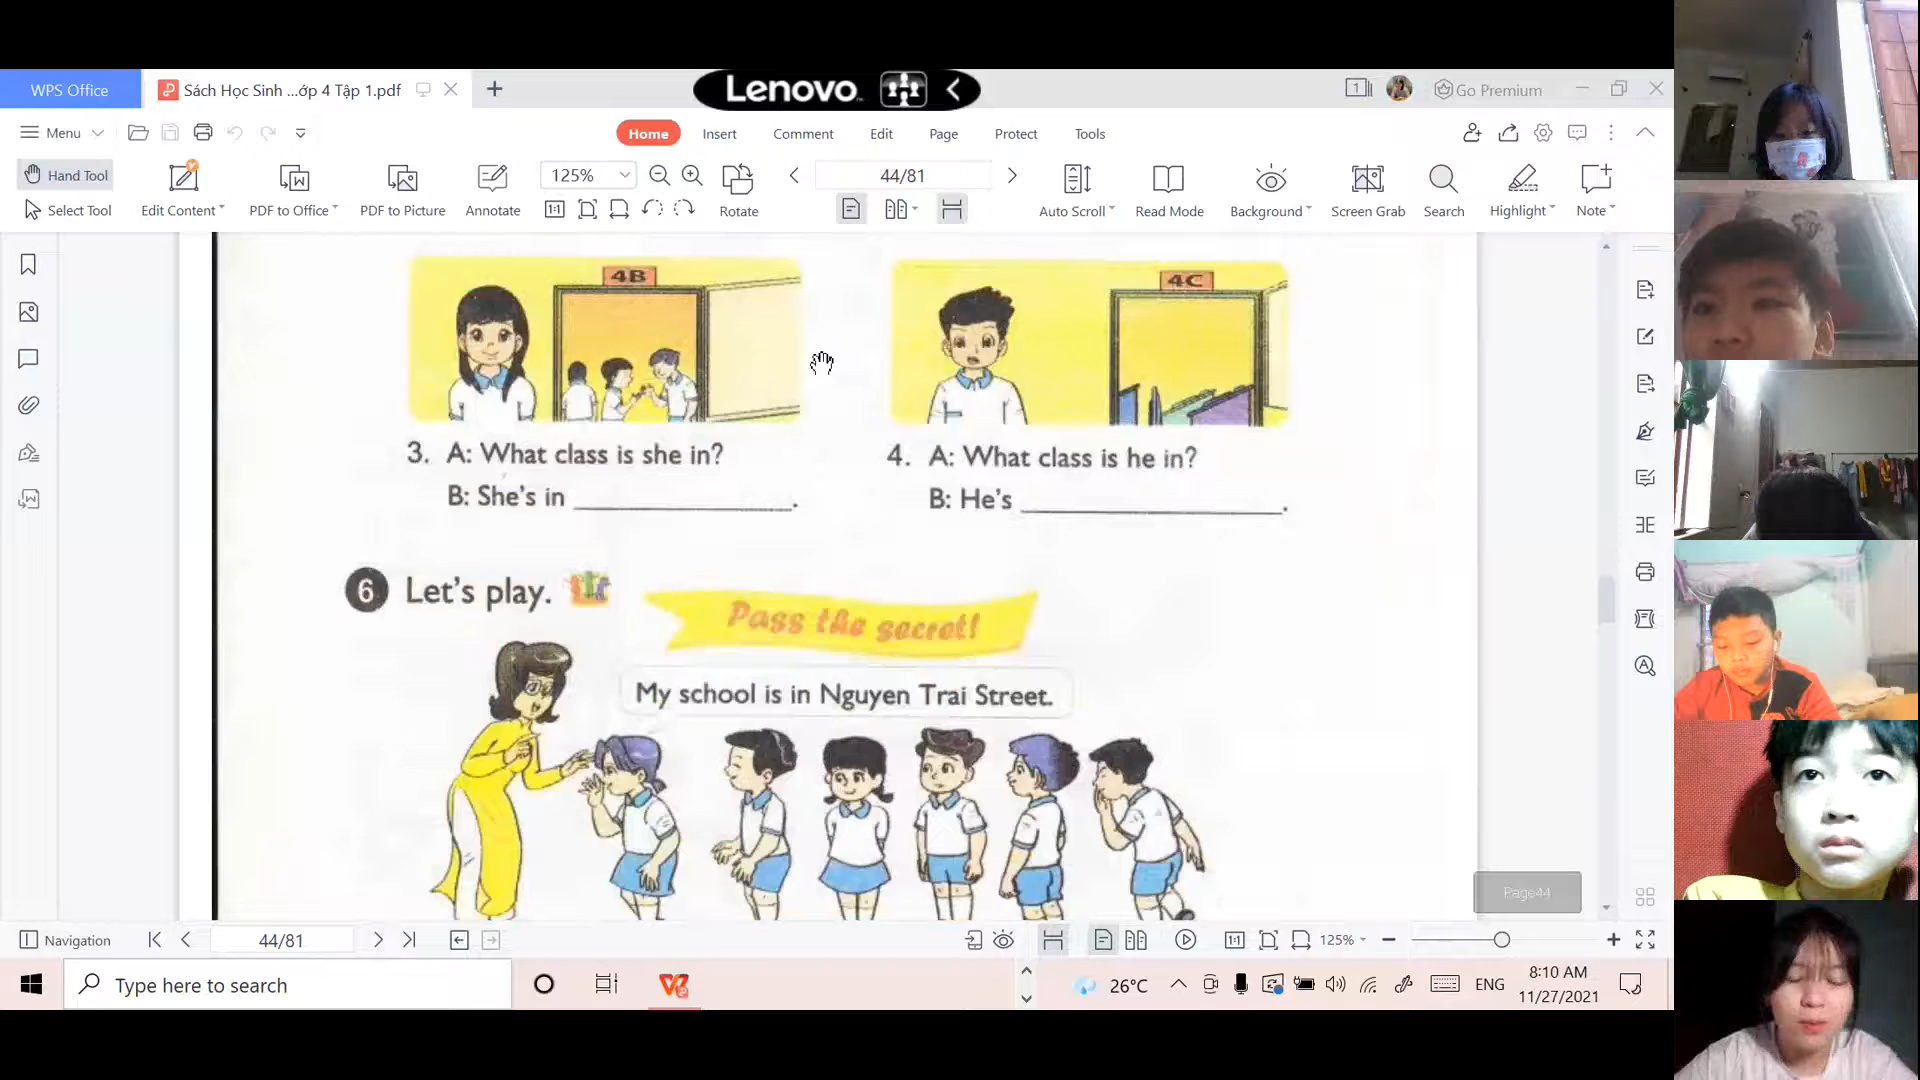 Lenovo
WPS Office
Sách Học Sinh ...ớp 4 Tập 1.pdf
1
Go Premium
Menu
Home
Insert
Comment
Edit
Page
Protect
Tools
Hand Tool
Select Tool
Edit Content
PDF to Office
PDF to Picture
Annotate
125%
Rotate
44/81
Auto Scroll
Read Mode
Background
Screen Grab
Search
Highlight
Note
4B
4C
3. A: What class is she in?
B: She's in ____________.
4. A: What class is he in?
B: He's ____________.
6 Let's play.
Pass the secret!
My school is in Nguyen Trai Street.
Page44
Navigation
44/81
125%
Type here to search
26°C
ENG
8:10 AM
11/27/2021